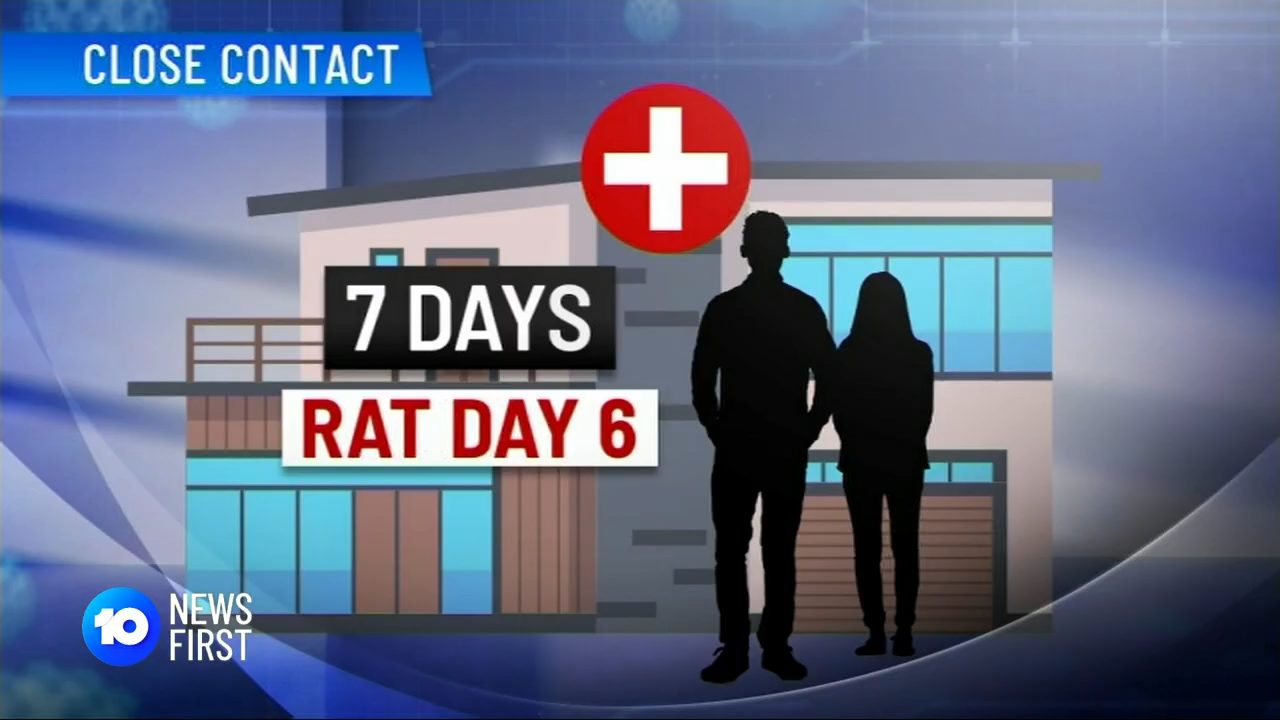 CLOSE CONTACT
7 DAYS
RAT DAY 6
10 NEWS
FIRST